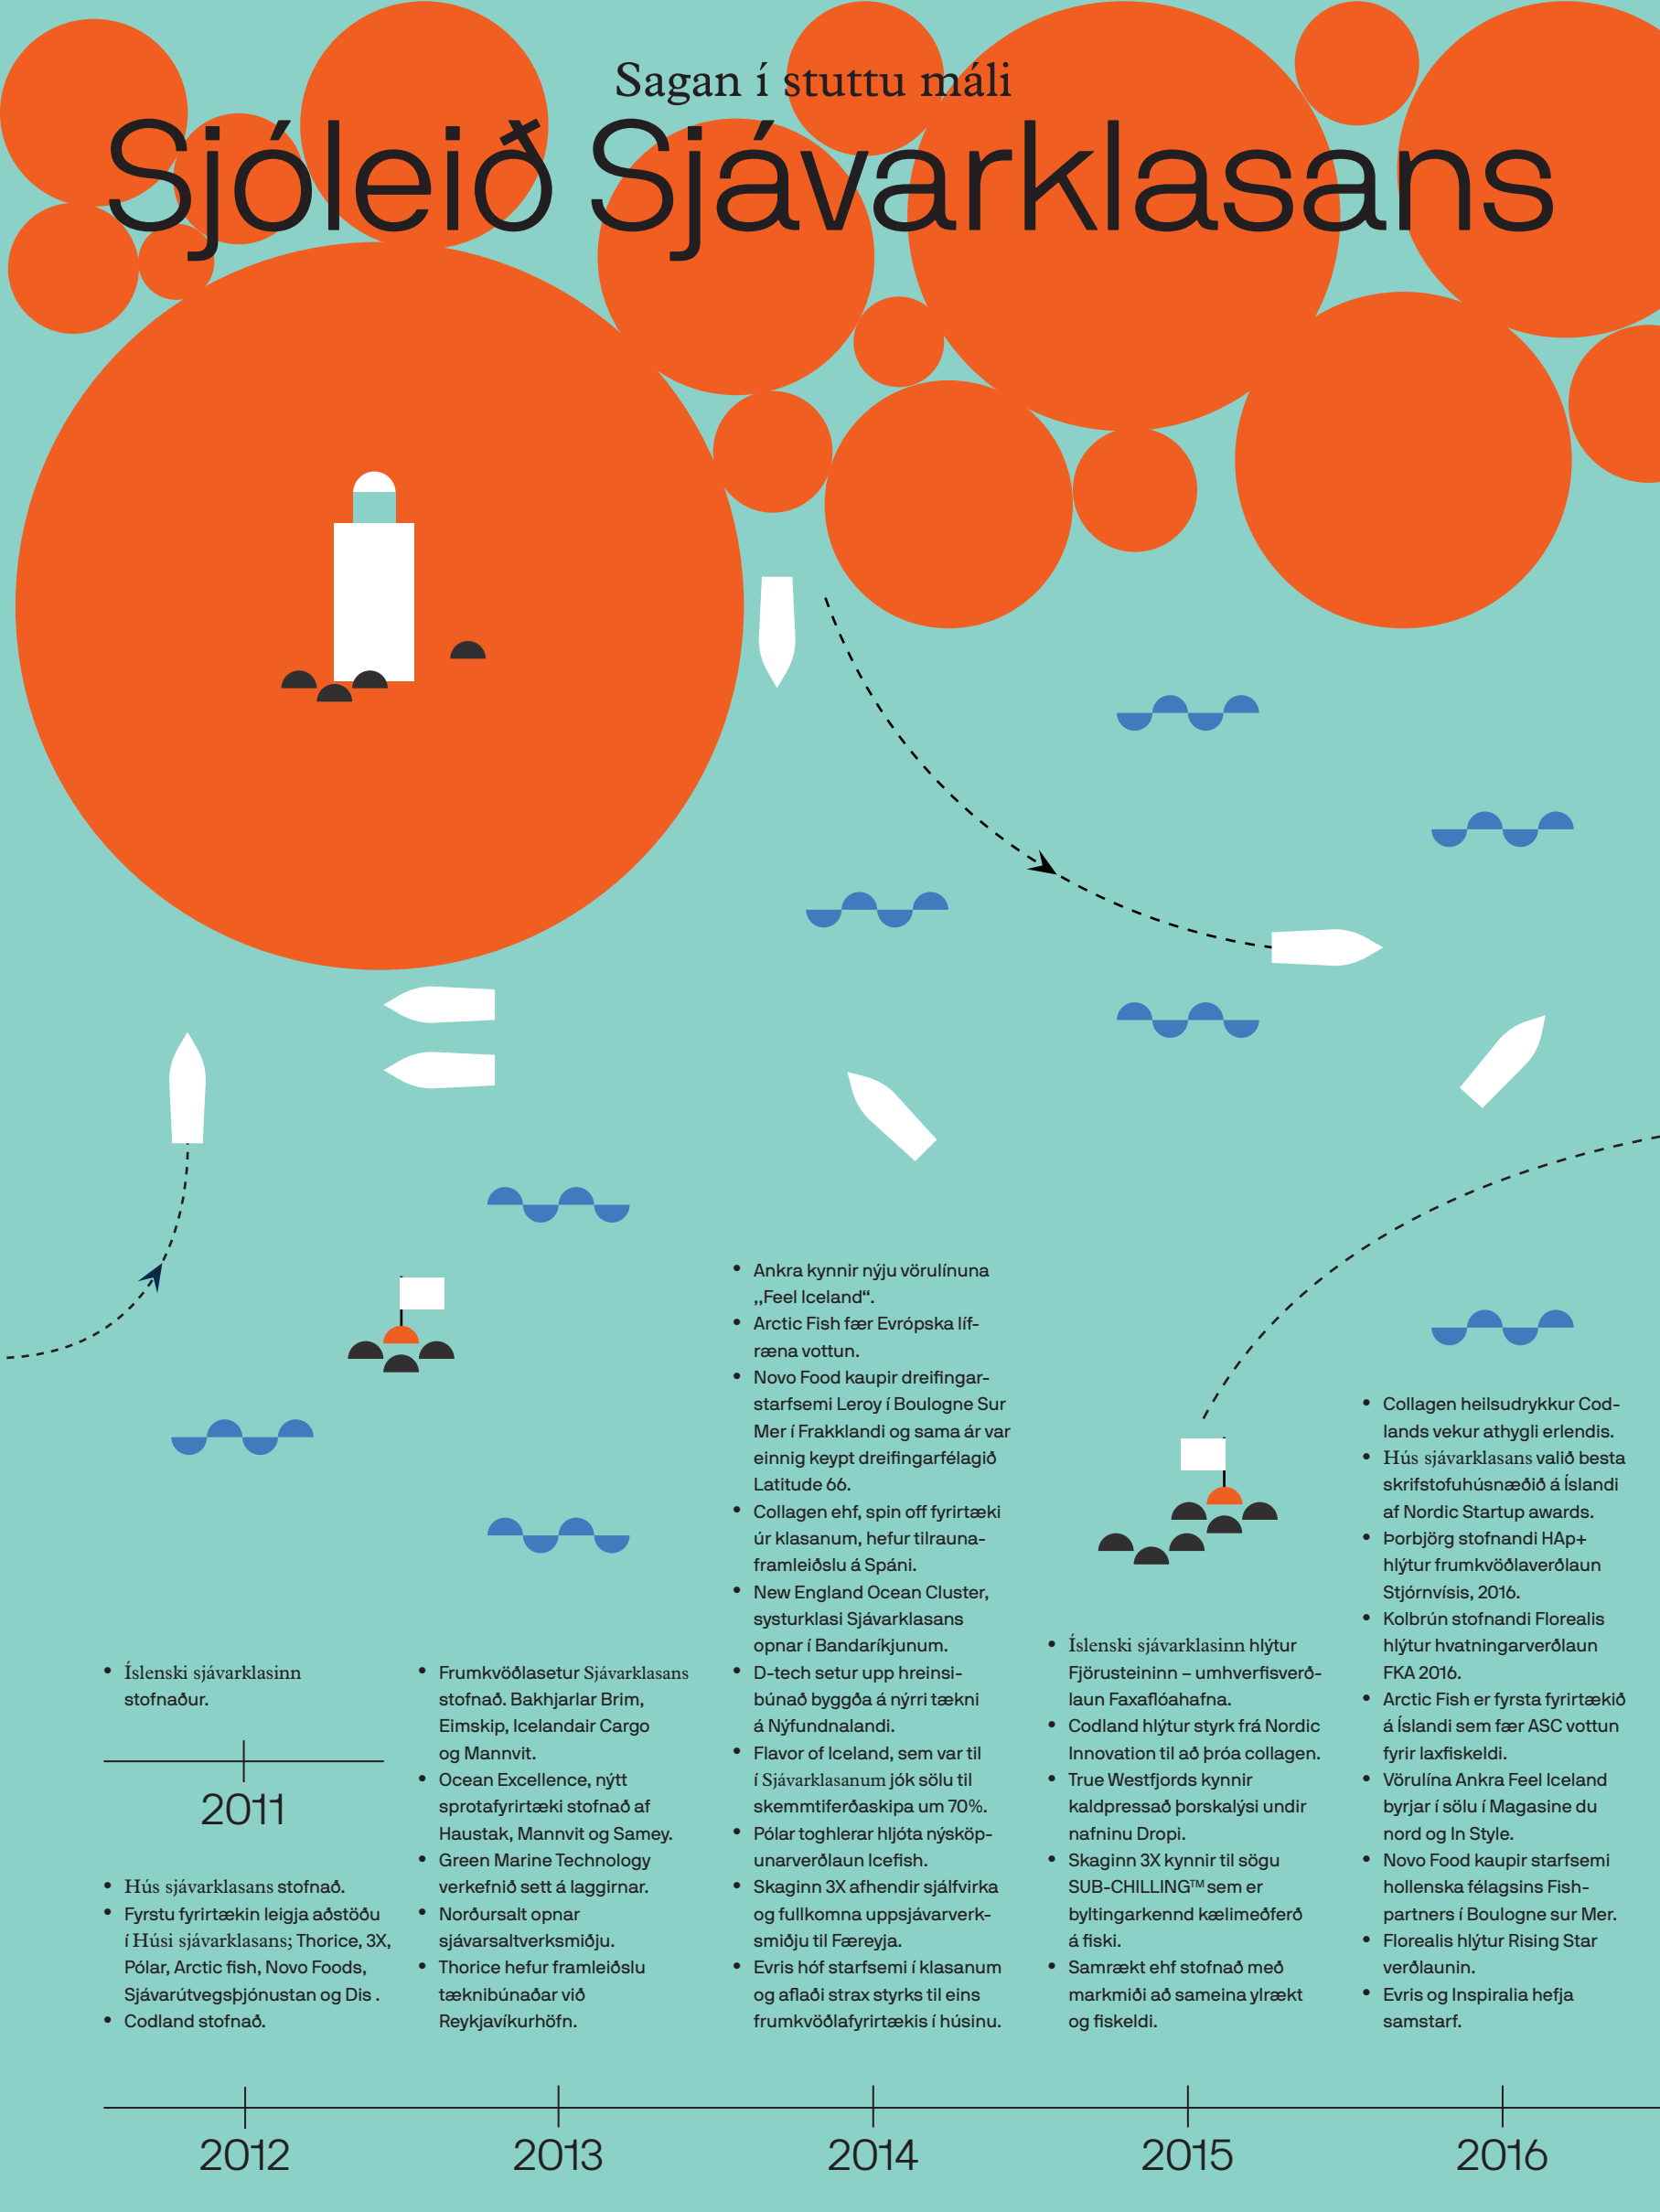 Sagan í stuttu máli
Sjóleið Sjávarklasans
• Íslenski sjávarklasinn
stofnaður.
2011
• Hús sjávarklasans stofnað.
• Fyrstu fyrirtækin leigja aðstöðu
í Húsi sjávarklasans; Thorice, 3X,
Pólar, Arctic fish, Novo Foods,
Sjávarútvegsþjónustan og Dis .
• Codland stofnað.
2012
• Frumkvöðlasetur Sjávarklasans
stofnað. Bakhjarlar Brim,
Eimskip, Icelandair Cargo
og Mannvit.
• Ocean Excellence, nýtt
sprotafyrirtæki stofnað af
Haustak, Mannvit og Samey.
• Green Marine Technology
verkefnið sett á laggirnar.
• Norðursalt opnar
sjávarsaltverksmiðju.
• Thorice hefur framleiðslu
tæknibúnaðar við
Reykjavíkurhöfn.
2013
• Ankra kynnir nýju vörulínuna
„Feel Iceland“.
• Arctic Fish fær Evrópska líf-
ræna vottun.
• Novo Food kaupir dreifingar-
starfsemi Leroy í Boulogne Sur
Mer í Frakklandi og sama ár var
einnig keypt dreifingarfélagið
Latitude 66.
• Collagen ehf, spin off fyrirtæki
úr klasanum, hefur tilrauna-
framleiðslu á Spáni.
• New England Ocean Cluster,
systurklasi Sjávarklasans
opnar í Bandaríkjunum.
• D-tech setur upp hreinsi-
búnað byggða á nýrri tækni
á Nýfundnalandi.
• Flavor of Iceland, sem var til
í Sjávarklasanum jók sölu til
skemmtiferðaskipa um 70%.
• Pólar toghlerar hljóta nýsköp-
unarverðlaun Icefish.
• Skaginn 3X afhendir sjálfvirka
og fullkomna uppsjávarverk-
smiðju til Færeyja.
• Evris hóf starfsemi í klasanum
og aflaði strax styrks til eins
frumkvöðlafyrirtækis í húsinu.
2014
• Íslenski sjávarklasinn hlýtur
Fjörusteininn – umhverfisverð-
laun Faxaflóahafna.
• Codland hlýtur styrk frá Nordic
Innovation til að þróa collagen.
• True Westfjords kynnir
kaldpressað þorskalýsi undir
nafninu Dropi.
• Skaginn 3X kynnir til sögu
SUB-CHILLING™ sem er
byltingarkennd kælimeðferð
á fiski.
• Samrækt ehf stofnað með
markmiði að sameina ylrækt
og fiskeldi.
2015
• Collagen heilsudrykkur Cod-
lands vekur athygli erlendis.
• Hús sjávarklasans valið besta
skrifstofuhúsnæðið á Íslandi
af Nordic Startup awards.
• Þorbjörg stofnandi HAp+
hlýtur frumkvöðlaverðlaun
Stjórnvísis, 2016.
• Kolbrún stofnandi Florealis
hlýtur hvatningarverðlaun
FKA 2016.
• Arctic Fish er fyrsta fyrirtækið
á Íslandi sem fær ASC vottun
fyrir laxfiskeldi.
• Vörulína Ankra Feel Iceland
byrjar í sölu í Magasine du
nord og In Style.
• Novo Food kaupir starfsemi
hollenska félagsins Fish-
partners í Boulogne sur Mer.
• Florealis hlýtur Rising Star
verðlaunin.
• Evris og Inspiralia hefja
samstarf.
2016